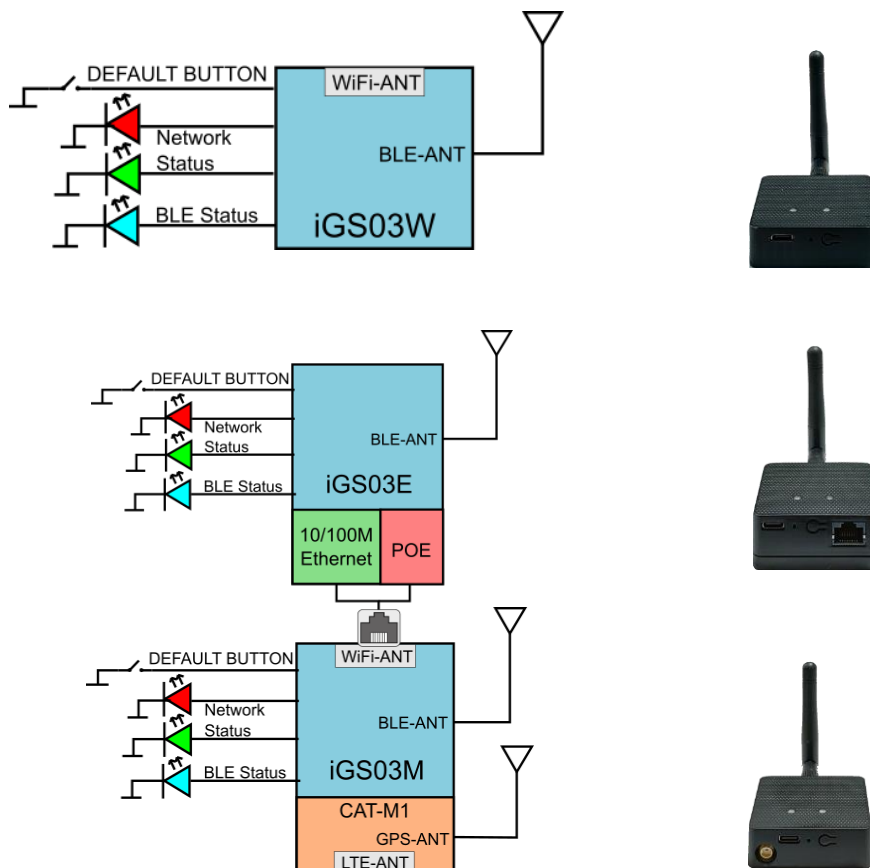 DEFAULT BUTTON
WiFi-ANT
Network
Status
BLE-ANT
BLE Status
iGS03W
DEFAULT BUTTON
Network
Status
BLE-ANT
BLE Status
iGS03E
10/100M
Ethernet
POE
DEFAULT BUTTON
WiFi-ANT
Network
Status
BLE-ANT
BLE Status
iGS03M
CAT-M1
GPS-ANT
LTE-ANT